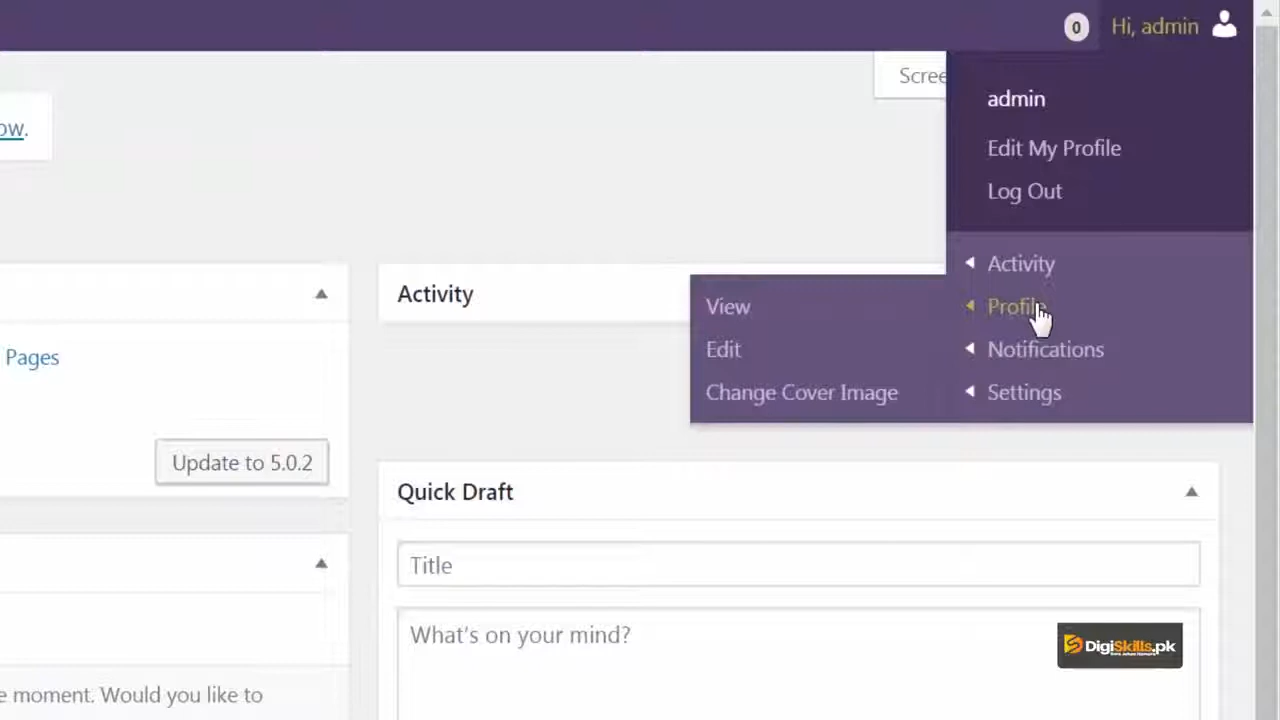 0 Hi, admin
Scree
admin
ow.
Edit My Profile
Log Out
Activity
Profile
Notifications
Settings
View
Edit
Change Cover Image
Activity
Pages
Update to 5.0.2
Quick Draft
Title
What's on your mind?
DigiSkills.pk
e moment. Would you like to